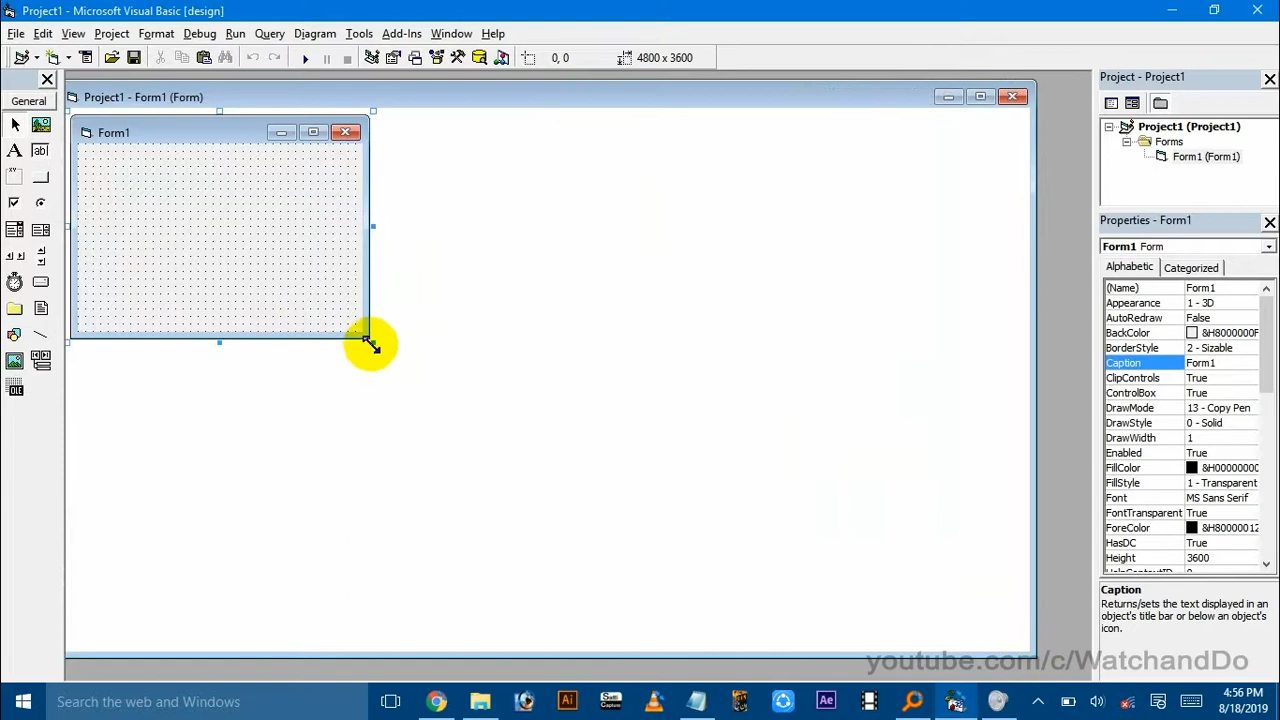 Project1 - Microsoft Visual Basic [design]
File Edit View Project Format Debug Run Query Diagram Tools Add-Ins Window Help
0, 0 4800 x 3600
General
Project1 - Form1 (Form)
Form1
A
ab
xy
OLE
Project - Project1
Project1 (Project1)
Forms
Form1 (Form1)
Properties - Form1
Form1 Form
Alphabetic Categorized
(Name) Form1
Appearance 1 - 3D
AutoRedraw False
BackColor &H8000000F
BorderStyle 2 - Sizable
Caption Form1
ClipControls True
ControlBox True
DrawMode 13 - Copy Pen
DrawStyle 0 - Solid
DrawWidth 1
Enabled True
FillColor &H00000000
FillStyle 1 - Transparent
Font MS Sans Serif
FontTransparent True
ForeColor &H80000012
HasDC True
Height 3600
Caption
Returns/sets the text displayed in an
object's title bar or below an object's
icon.
youtube.com/c/WatchandDo
Search the web and Windows
Ai
Ae
4:56 PM
8/18/2019